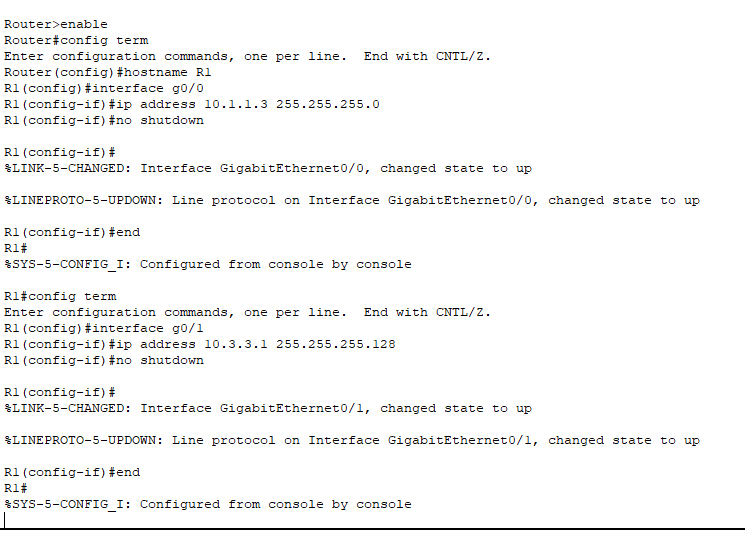 Router>enable
Router#config term
Enter configuration commands, one per line.  End with CNTL/Z.
Router(config)#hostname R1
R1(config)#interface g0/0
R1(config-if)#ip address 10.1.1.3 255.255.255.0
R1(config-if)#no shutdown
R1(config-if)#
%LINK-5-CHANGED: Interface GigabitEthernet0/0, changed state to up
%LINEPROTO-5-UPDOWN: Line protocol on Interface GigabitEthernet0/0, changed state to up
R1(config-if)#end
R1#
%SYS-5-CONFIG_I: Configured from console by console
R1#config term
Enter configuration commands, one per line.  End with CNTL/Z.
R1(config)#interface g0/1
R1(config-if)#ip address 10.3.3.1 255.255.255.128
R1(config-if)#no shutdown
R1(config-if)#
%LINK-5-CHANGED: Interface GigabitEthernet0/1, changed state to up
%LINEPROTO-5-UPDOWN: Line protocol on Interface GigabitEthernet0/1, changed state to up
R1(config-if)#end
R1#
%SYS-5-CONFIG_I: Configured from console by console